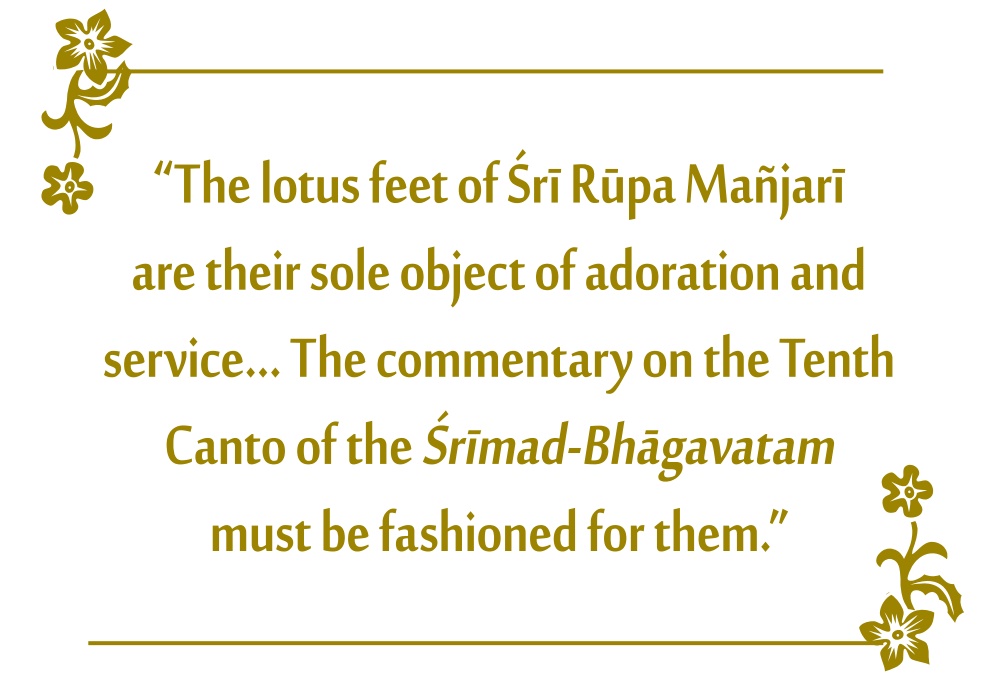 “The lotus feet of Śrī Rūpa Mañjarī
are their sole object of adoration and
service... The commentary on the Tenth
Canto of the Śrīmad-Bhāgavatam
must be fashioned for them.”